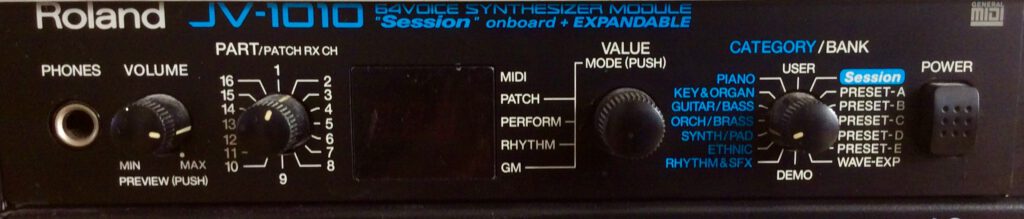 Roland JV-1010 64VOICE SYNTHESIZER MODULE
"Session" onboard + EXPANDABLE
GENERAL
MIDI
PHONES
VOLUME
MIN MAX
PREVIEW (PUSH)
PART/PATCH RX CH
1
16 2
15 3
14 4
13 5
12 6
11 7
10 8
9
MIDI
PATCH
PERFORM
RHYTHM
GM
VALUE
MODE (PUSH)
CATEGORY/BANK
USER
PIANO Session
KEY & ORGAN PRESET-A
GUITAR/BASS PRESET-B
ORCH/BRASS PRESET-C
SYNTH/PAD PRESET-D
ETHNIC PRESET-E
RHYTHM & SFX WAVE-EXP
DEMO
POWER